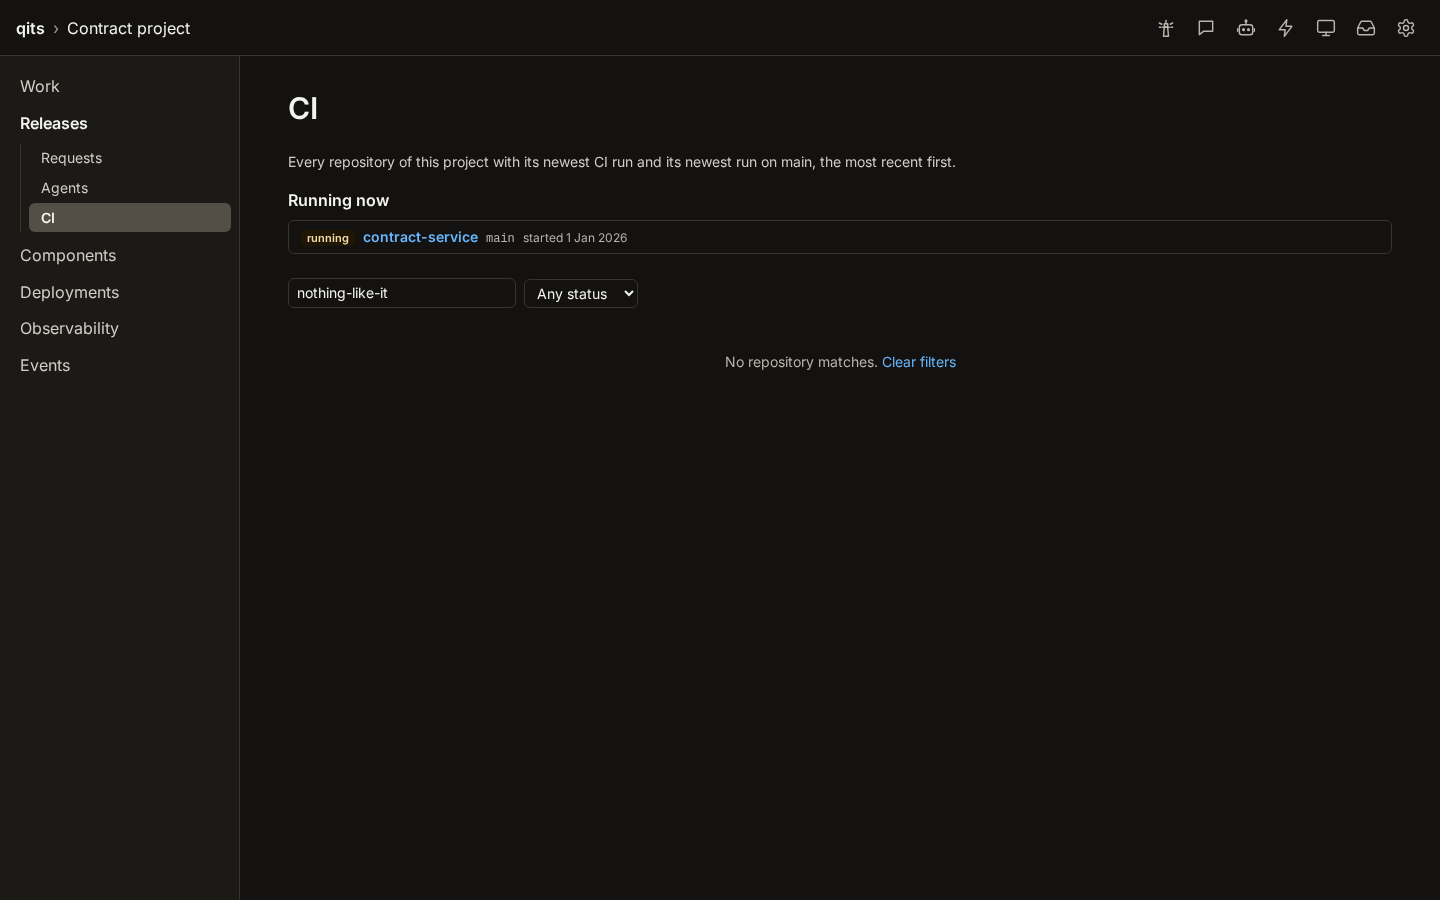 qits › Contract project
Work
Releases
Requests
Agents
CI
Components
Deployments
Observability
Events
CI
Every repository of this project with its newest CI run and its newest run on main, the most recent first.
Running now
running contract-service main started 1 Jan 2026
nothing-like-it Any status
No repository matches. Clear filters